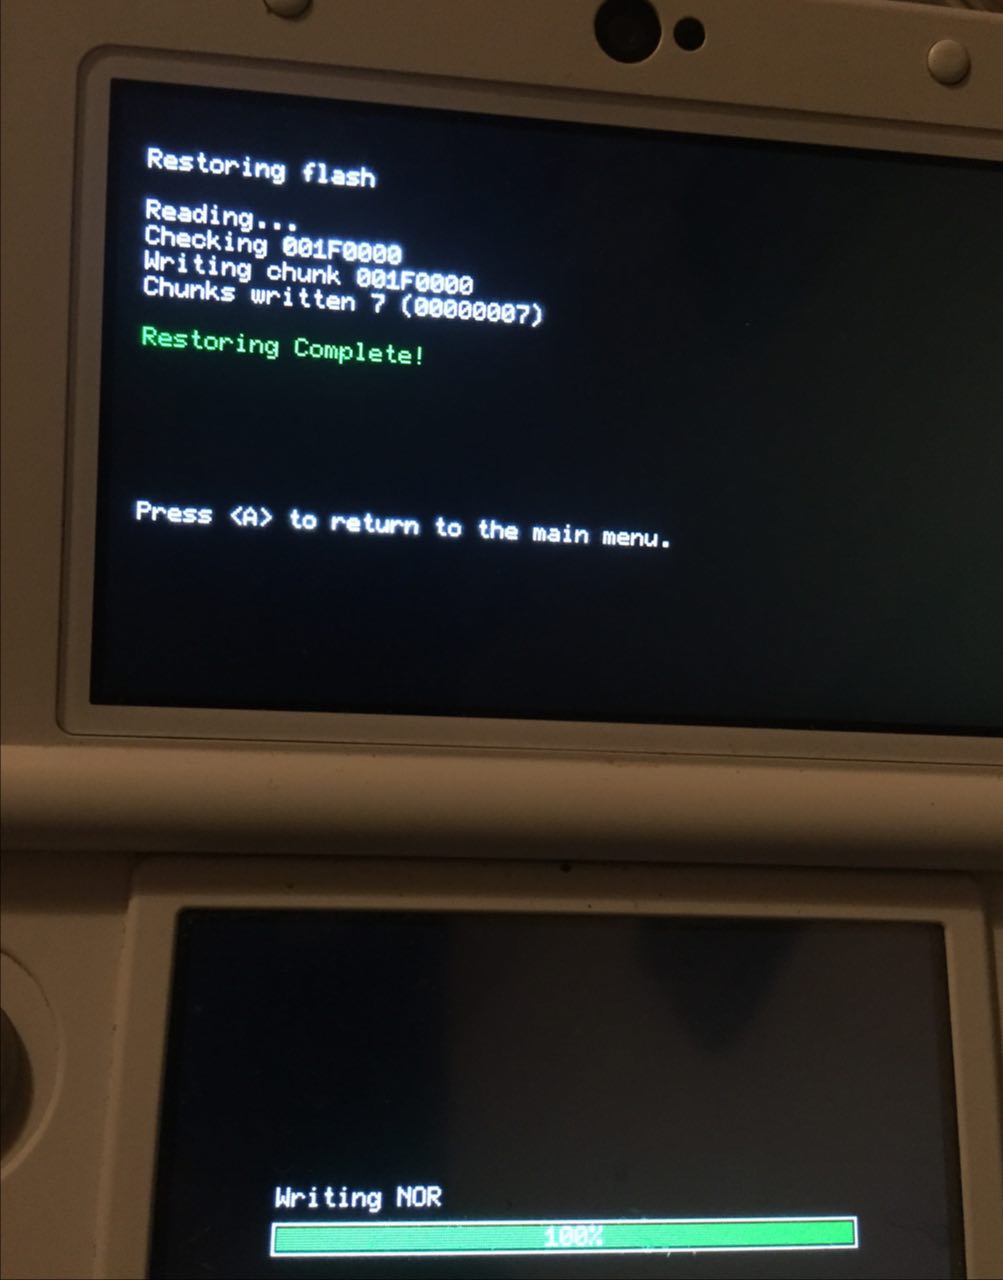 Restoring flash
Reading...
Checking 001F0000
Writing chunk 001F0000
Chunks written 7 (00000007)
Restoring Complete!
Press <A> to return to the main menu.
Writing NOR
100%